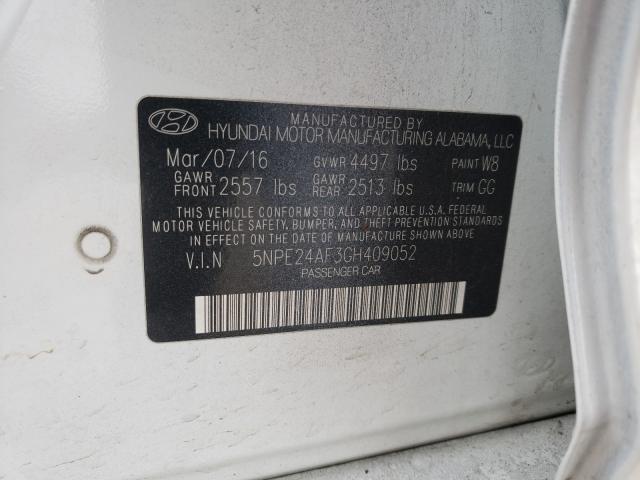 MANUFACTURED BY
HYUNDAI MOTOR MANUFACTURING ALABAMA, LLC
Mar/07/16 GVWR 4497 lbs PAINT W8
GAWR FRONT 2557 lbs GAWR REAR 2513 lbs TRIM GG
THIS VEHICLE CONFORMS TO ALL APPLICABLE U.S.A. FEDERAL
MOTOR VEHICLE SAFETY, BUMPER, AND THEFT PREVENTION STANDARDS
IN EFFECT ON THE DATE OF MANUFACTURE SHOWN ABOVE.
V.I.N 5NPE24AF3GH409052
PASSENGER CAR